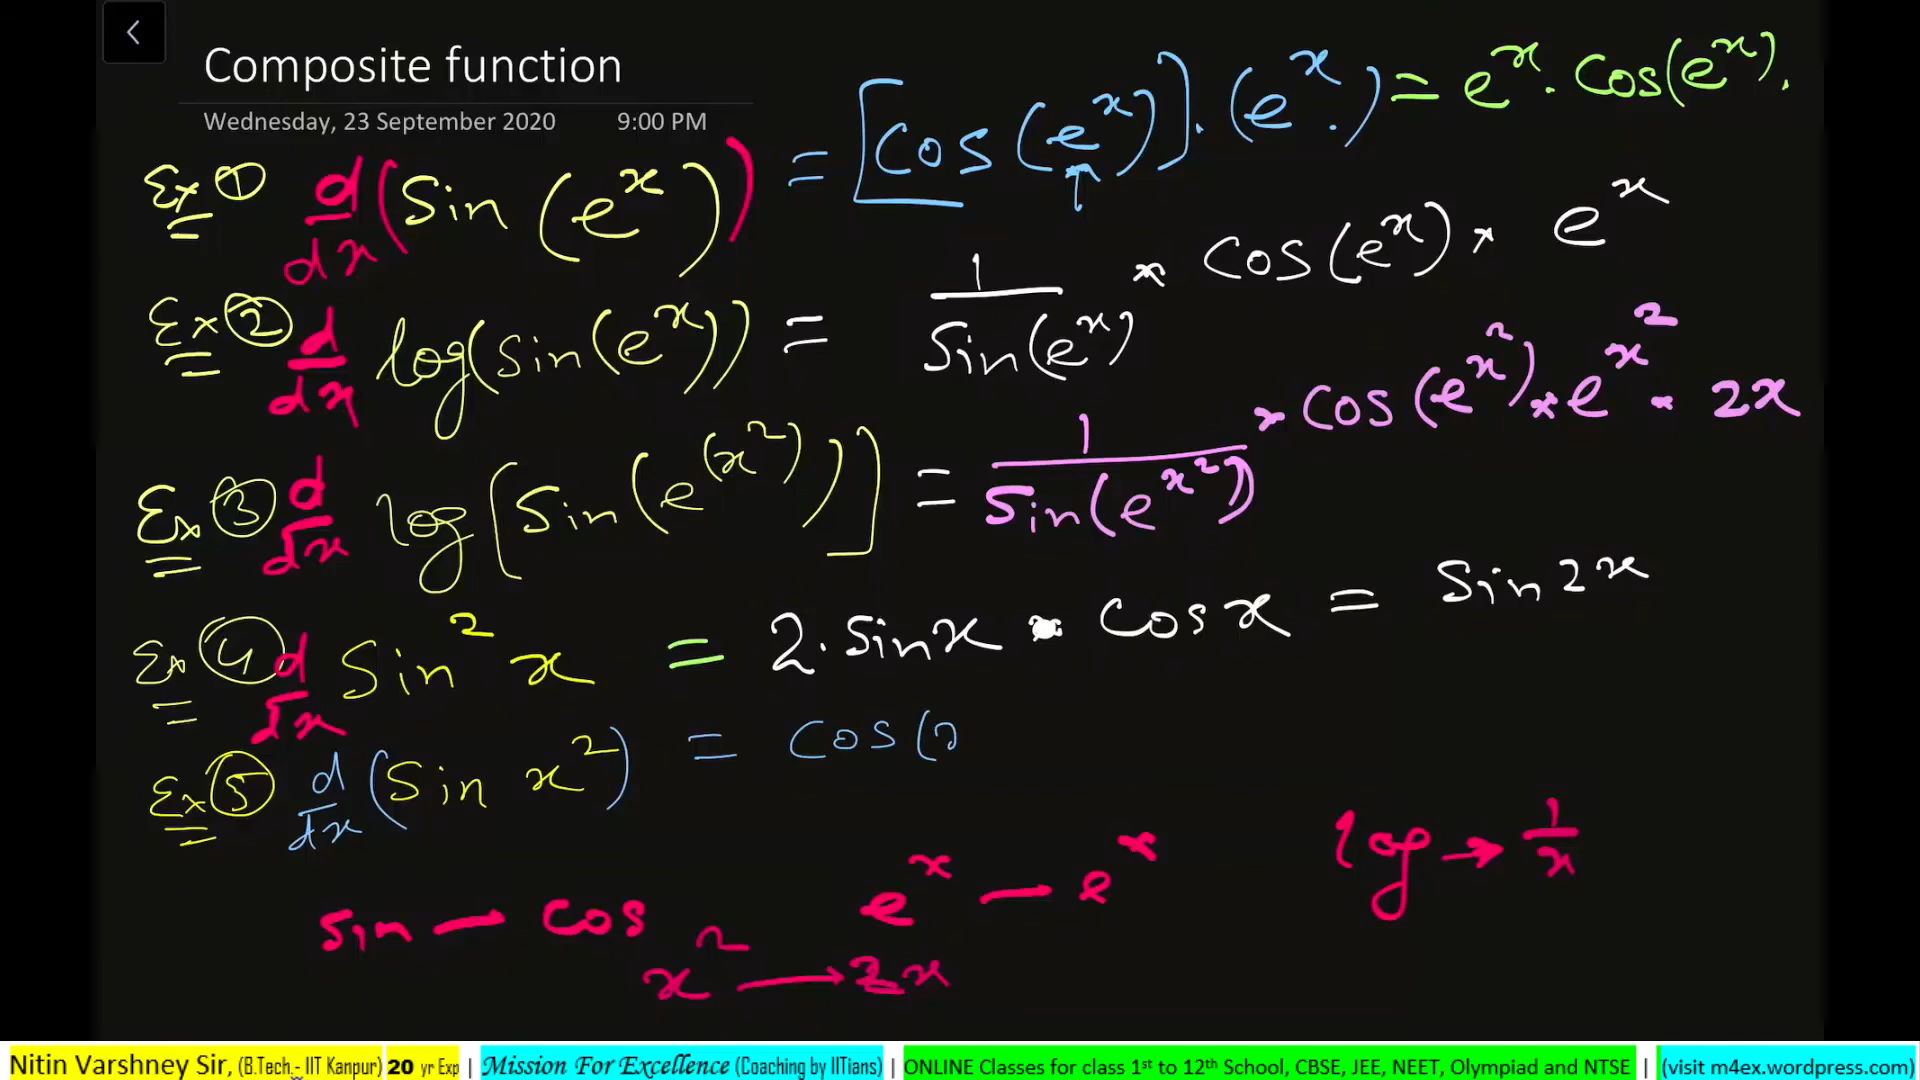 Composite function
Wednesday, 23 September 2020 9:00 PM
Ex ① d/dx (Sin (e^x)) = [Cos (e^x)] . (e^x.) = e^x . Cos(e^x).
Ex ② d/dx log(sin(e^x)) = 1/Sin(e^x) * Cos(e^x) * e^x
Ex ③ d/dx log[Sin(e^(x^2))] = 1/Sin(e^x^2) * Cos(e^x^2) * e^x^2 * 2x
Ex ④ d/dx Sin^2 x = 2. Sinx * Cosx = Sin2x
Ex ⑤ d/dx (Sin x^2) = Cos(
Sin — Cos e^x — e^x log → 1/x
x^2 → 2x
Nitin Varshney Sir, (B.Tech.- IIT Kanpur) 20 yr Exp | Mission For Excellence (Coaching by IITians) | ONLINE Classes for class 1st to 12th School, CBSE, JEE, NEET, Olympiad and NTSE | (visit m4ex.wordpress.com)